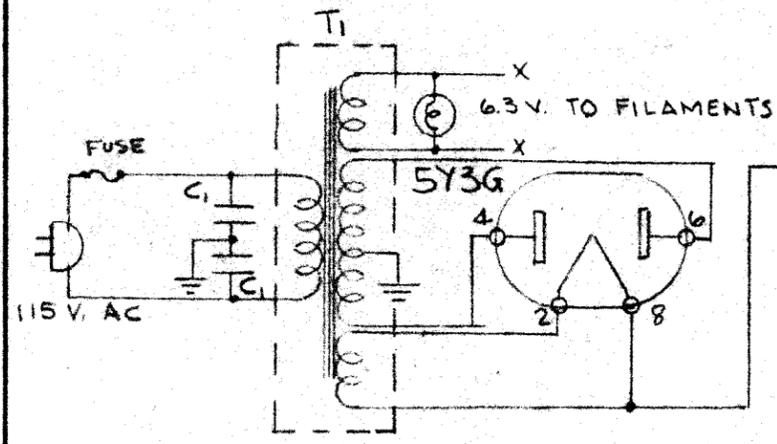 T1
X
6.3 V. TO FILAMENTS
X
FUSE
C1
5Y3G
4
6
C1
2
8
115 V. AC